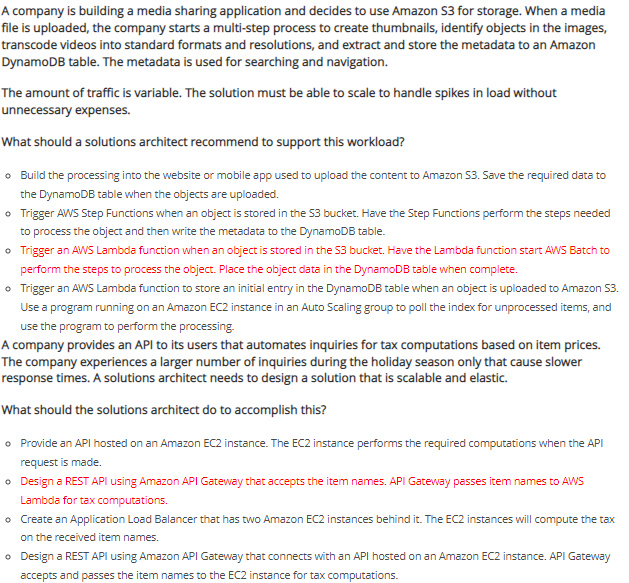 A company is building a media sharing application and decides to use Amazon S3 for storage. When a media
file is uploaded, the company starts a multi-step process to create thumbnails, identify objects in the images,
transcode videos into standard formats and resolutions, and extract and store the metadata to an Amazon
DynamoDB table. The metadata is used for searching and navigation.
The amount of traffic is variable. The solution must be able to scale to handle spikes in load without
unnecessary expenses.
What should a solutions architect recommend to support this workload?
Build the processing into the website or mobile app used to upload the content to Amazon S3. Save the required data to
the DynamoDB table when the objects are uploaded.
Trigger AWS Step Functions when an object is stored in the S3 bucket. Have the Step Functions perform the steps needed
to process the object and then write the metadata to the DynamoDB table.
Trigger an AWS Lambda function when an object is stored in the S3 bucket. Have the Lambda function start AWS Batch to
perform the steps to process the object. Place the object data in the DynamoDB table when complete.
Trigger an AWS Lambda function to store an initial entry in the DynamoDB table when an object is uploaded to Amazon S3.
Use a program running on an Amazon EC2 instance in an Auto Scaling group to poll the index for unprocessed items, and
use the program to perform the processing.
A company provides an API to its users that automates inquiries for tax computations based on item prices.
The company experiences a larger number of inquiries during the holiday season only that cause slower
response times. A solutions architect needs to design a solution that is scalable and elastic.
What should the solutions architect do to accomplish this?
Provide an API hosted on an Amazon EC2 instance. The EC2 instance performs the required computations when the API
request is made.
Design a REST API using Amazon API Gateway that accepts the item names. API Gateway passes item names to AWS
Lambda for tax computations.
Create an Application Load Balancer that has two Amazon EC2 instances behind it. The EC2 instances will compute the tax
on the received item names.
Design a REST API using Amazon API Gateway that connects with an API hosted on an Amazon EC2 instance. API Gateway
accepts and passes the item names to the EC2 instance for tax computations.